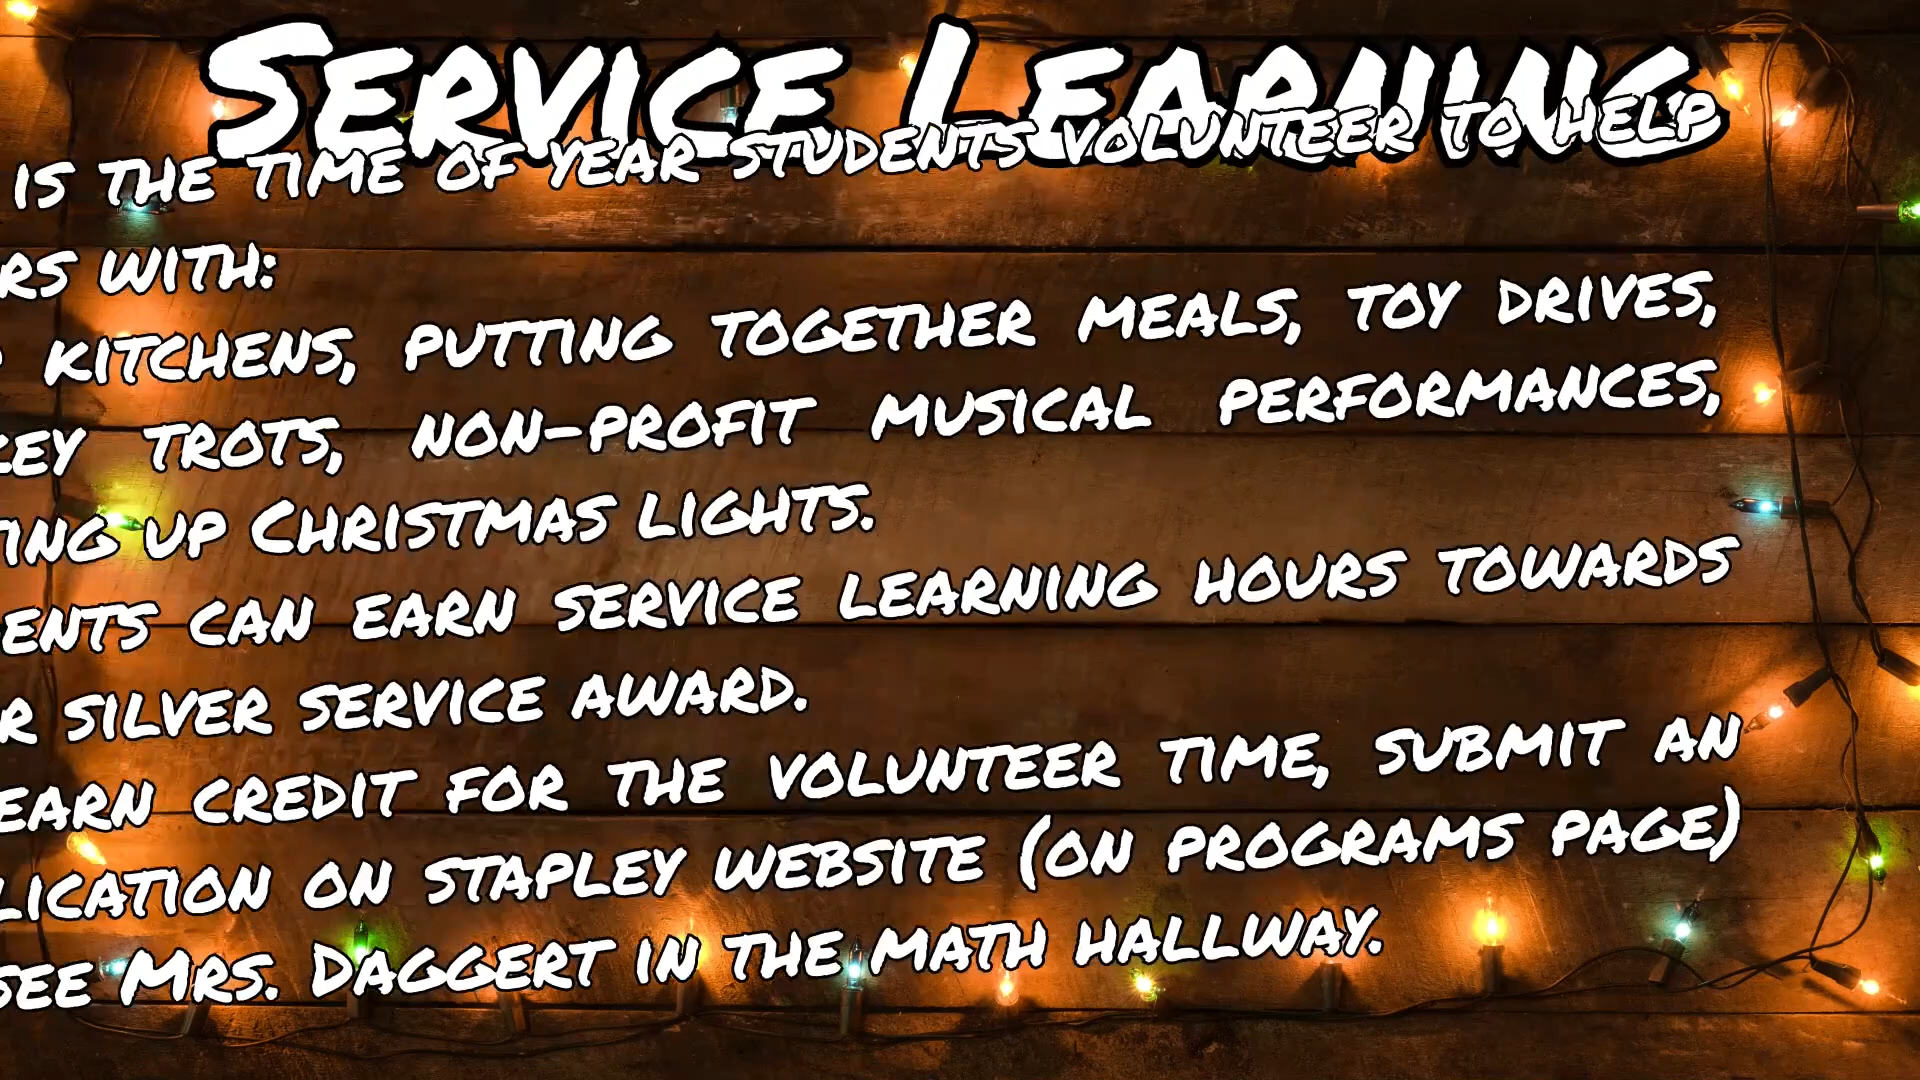 Service Learning
is the time of year students volunteer to help
rs with:
kitchens, putting together meals, toy drives,
key trots, non-profit musical performances,
ting up Christmas lights.
ents can earn service learning hours towards
r silver service award.
earn credit for the volunteer time, submit an
lication on Stapley website (on programs page)
see Mrs. Daggert in the math hallway.